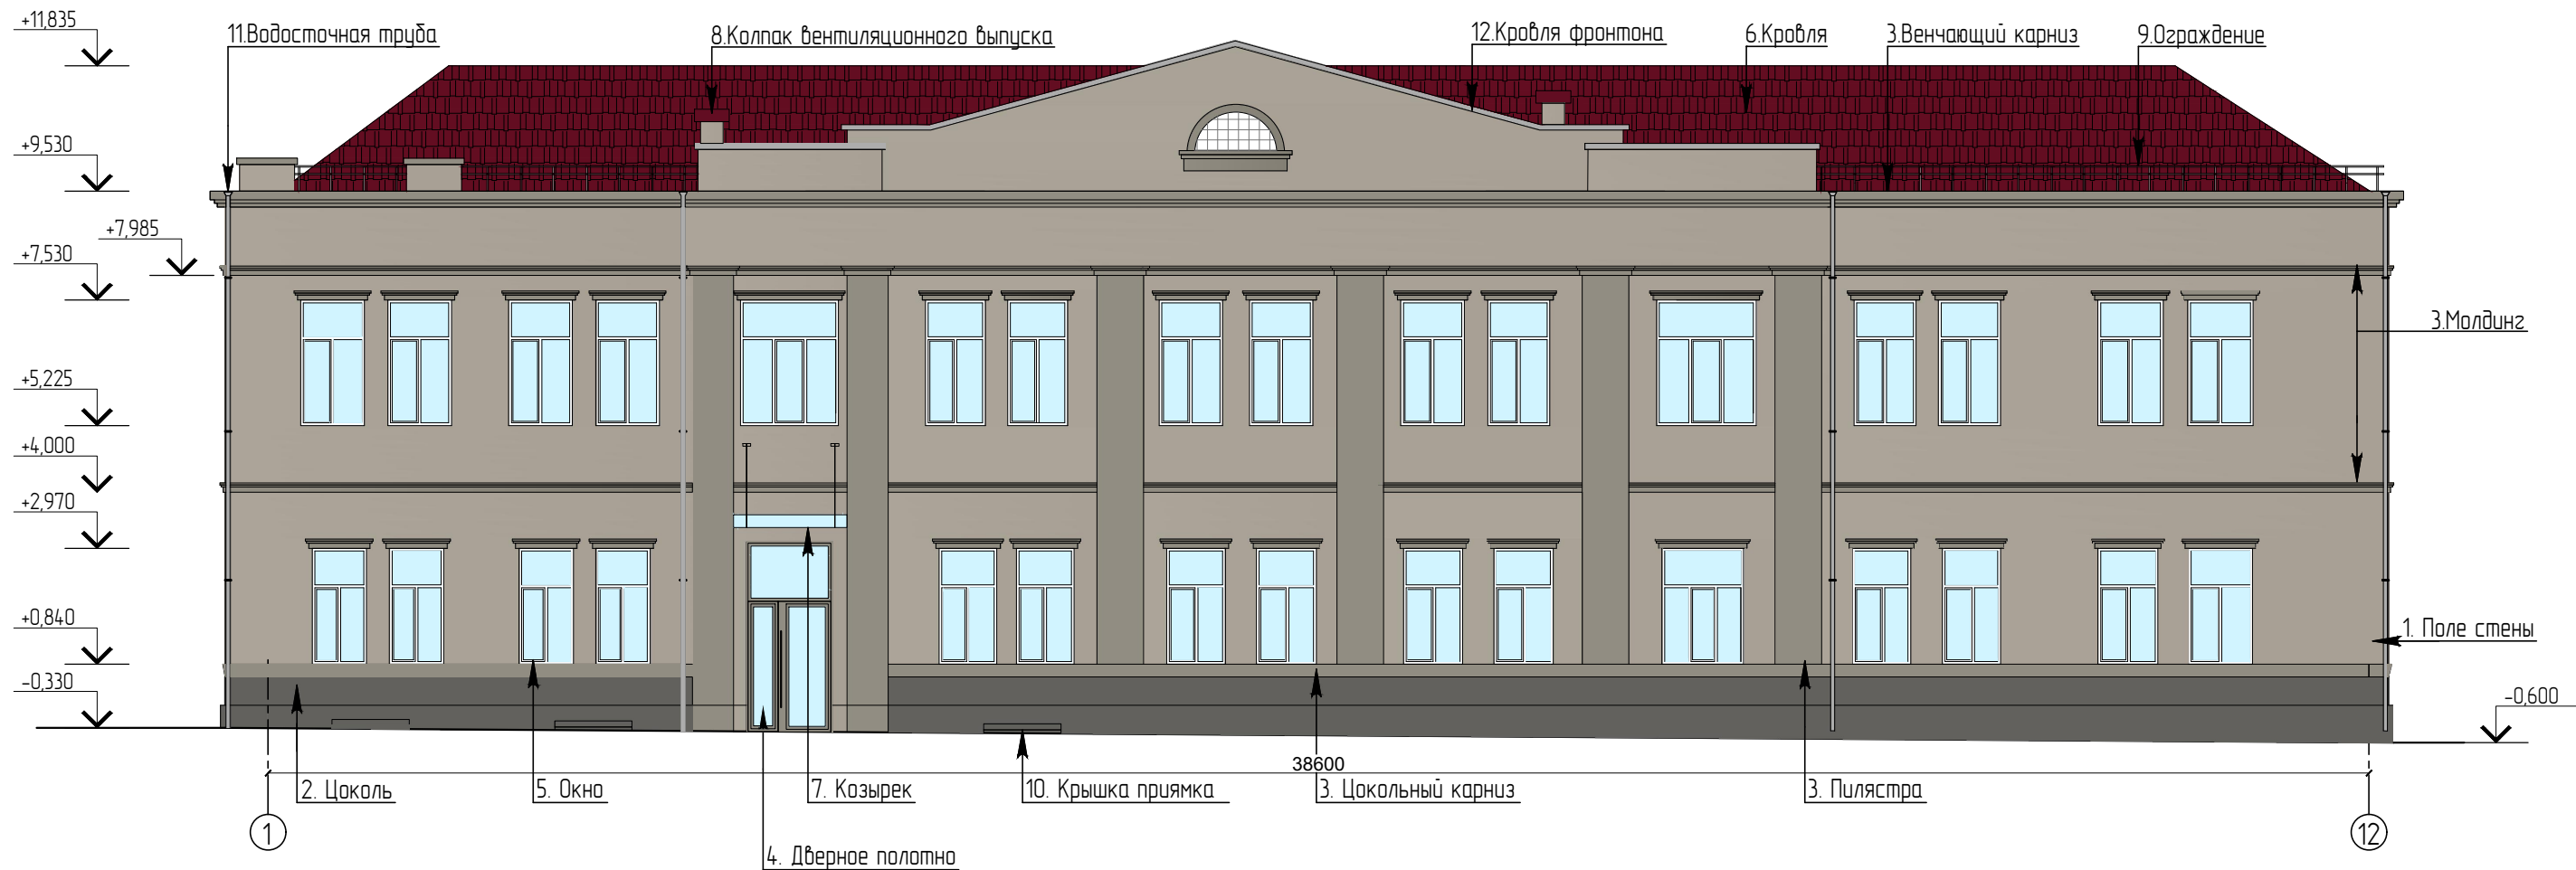 +11,835
11.Водосточная труба
8.Колпак вентиляционного выпуска
12.Кровля фронтона
6.Кровля
3.Венчающий карниз
9.Ограждение
+9,530
+7,985
+7,530
3.Молдинг
+5,225
+4,000
+2,970
+0,840
1. Поле стены
-0,330
-0,600
38600
2. Цоколь
5. Окно
7. Козырек
10. Крышка приямка
3. Цокольный карниз
3. Пилястра
1
12
4. Дверное полотно